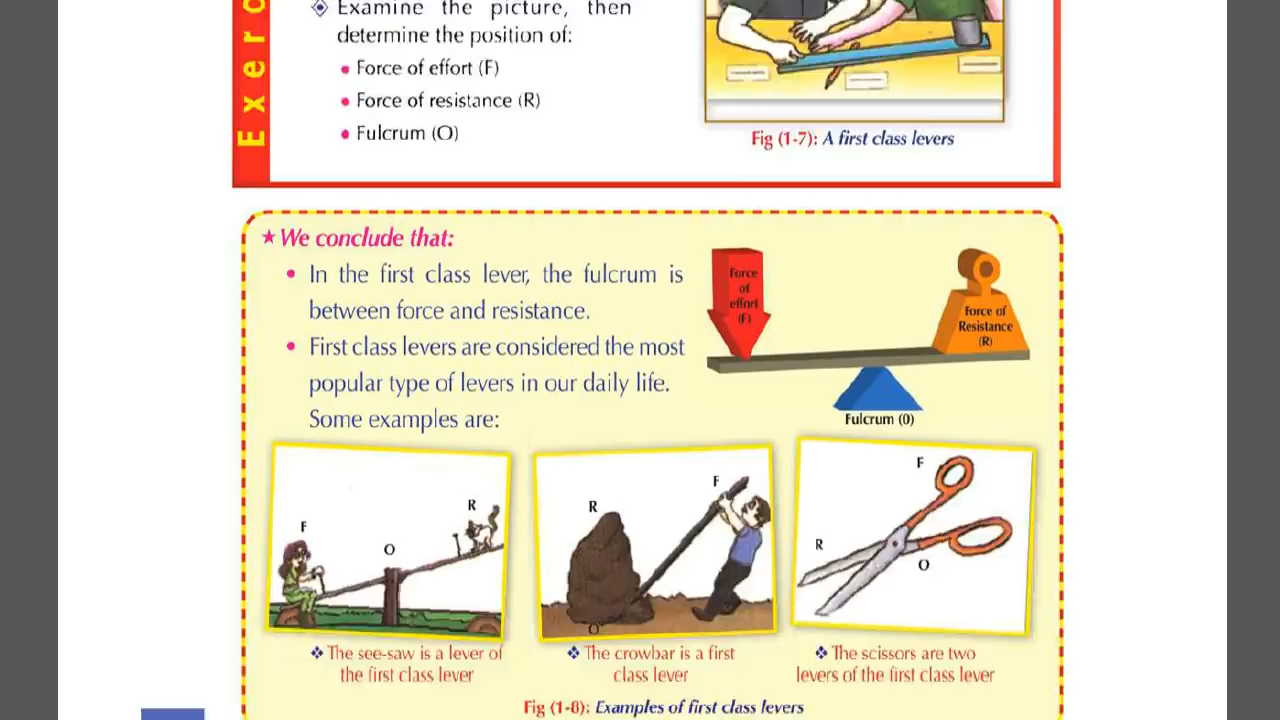 Exerc
Examine the picture, then
determine the position of:
• Force of effort (F)
• Force of resistance (R)
• Fulcrum (O)
Fig (1-7): A first class levers
★ We conclude that:
• In the first class lever, the fulcrum is
between force and resistance.
• First class levers are considered the most
popular type of levers in our daily life.
Some examples are:
Force
of
effort
(F)
Force of
Resistance
(R)
Fulcrum (0)
F
O
R
R
F
O
F
R
O
❖ The see-saw is a lever of
the first class lever
❖ The crowbar is a first
class lever
❖ The scissors are two
levers of the first class lever
Fig (1-8): Examples of first class levers